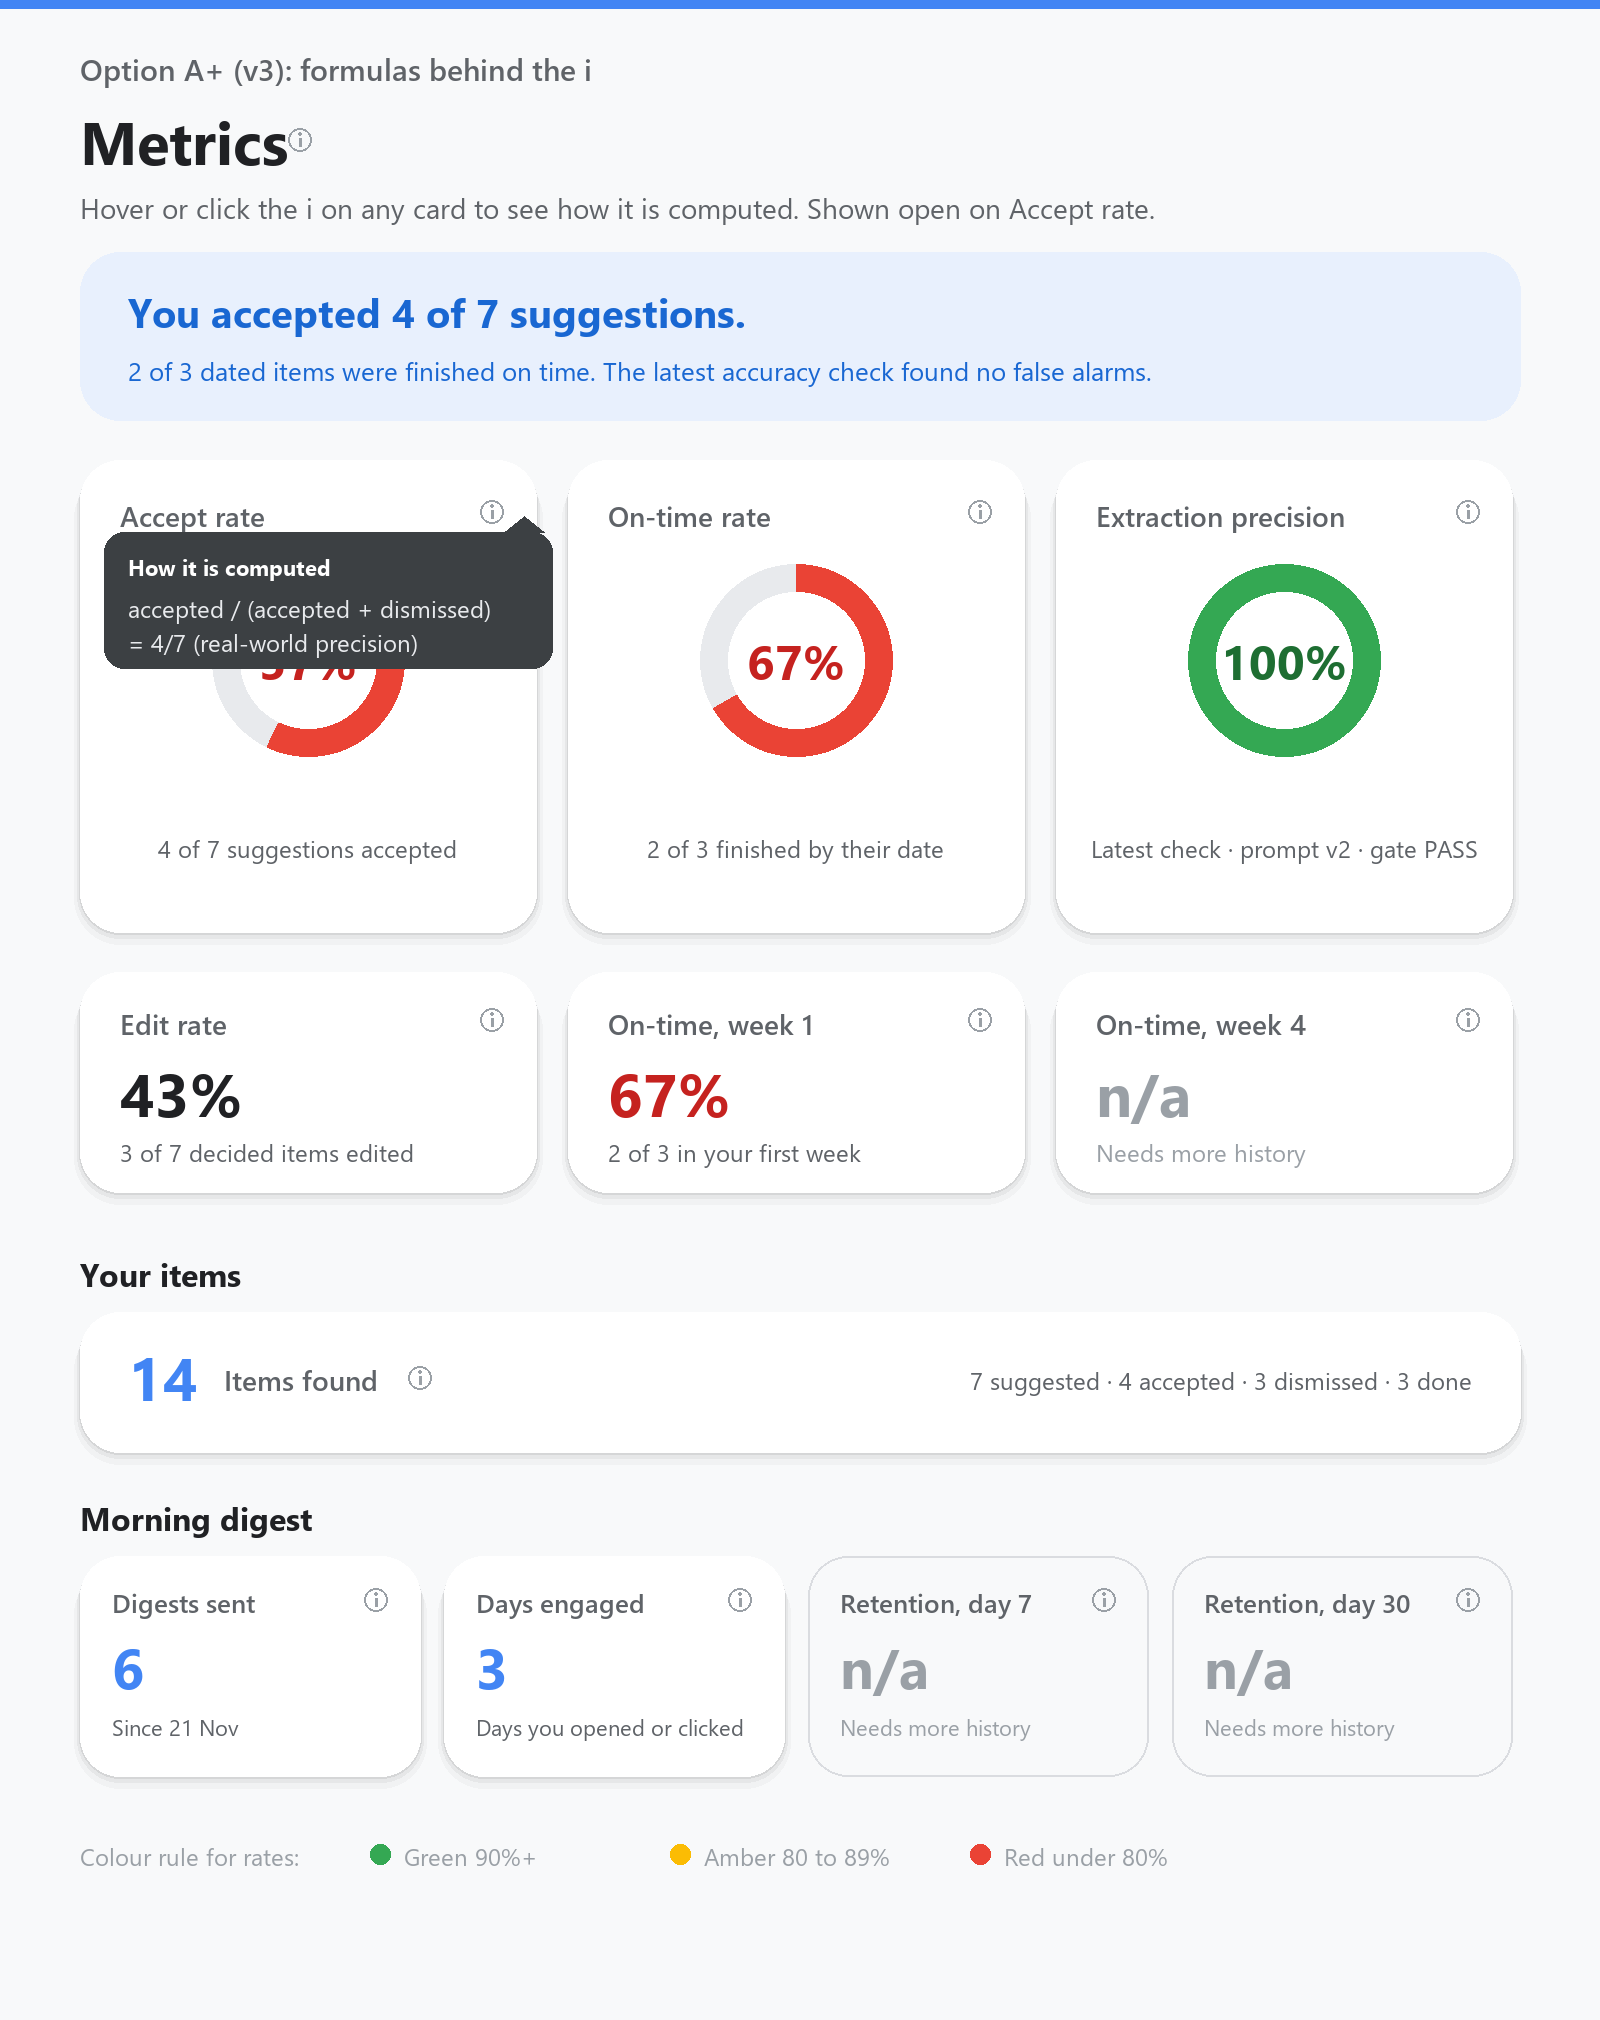 Option A+ (v3): formulas behind the i
Metrics
Hover or click the i on any card to see how it is computed. Shown open on Accept rate.
You accepted 4 of 7 suggestions.
2 of 3 dated items were finished on time. The latest accuracy check found no false alarms.
Accept rate
How it is computed
accepted / (accepted + dismissed)
= 4/7 (real-world precision)
57%
4 of 7 suggestions accepted
On-time rate
67%
2 of 3 finished by their date
Extraction precision
100%
Latest check · prompt v2 · gate PASS
Edit rate
43%
3 of 7 decided items edited
On-time, week 1
67%
2 of 3 in your first week
On-time, week 4
n/a
Needs more history
Your items
14 Items found
7 suggested · 4 accepted · 3 dismissed · 3 done
Morning digest
Digests sent
6
Since 21 Nov
Days engaged
3
Days you opened or clicked
Retention, day 7
n/a
Needs more history
Retention, day 30
n/a
Needs more history
Colour rule for rates:
Green 90%+
Amber 80 to 89%
Red under 80%